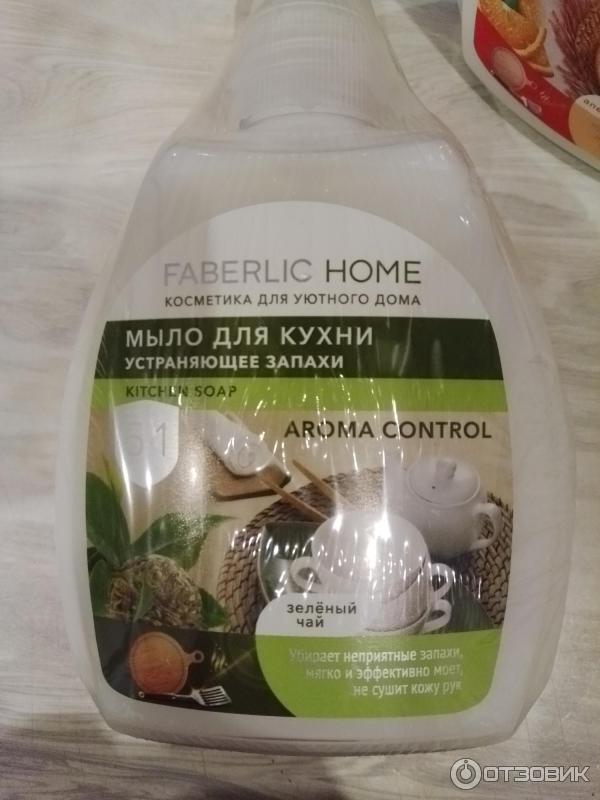 FABERLIC HOME
КОСМЕТИКА ДЛЯ УЮТНОГО ДОМА
МЫЛО ДЛЯ КУХНИ
УСТРАНЯЮЩЕЕ ЗАПАХИ
KITCHEN SOAP
AROMA CONTROL
зелёный
чай
Убирает неприятные запахи,
мягко и эффективно моет,
не сушит кожу рук
ОТЗОВИК